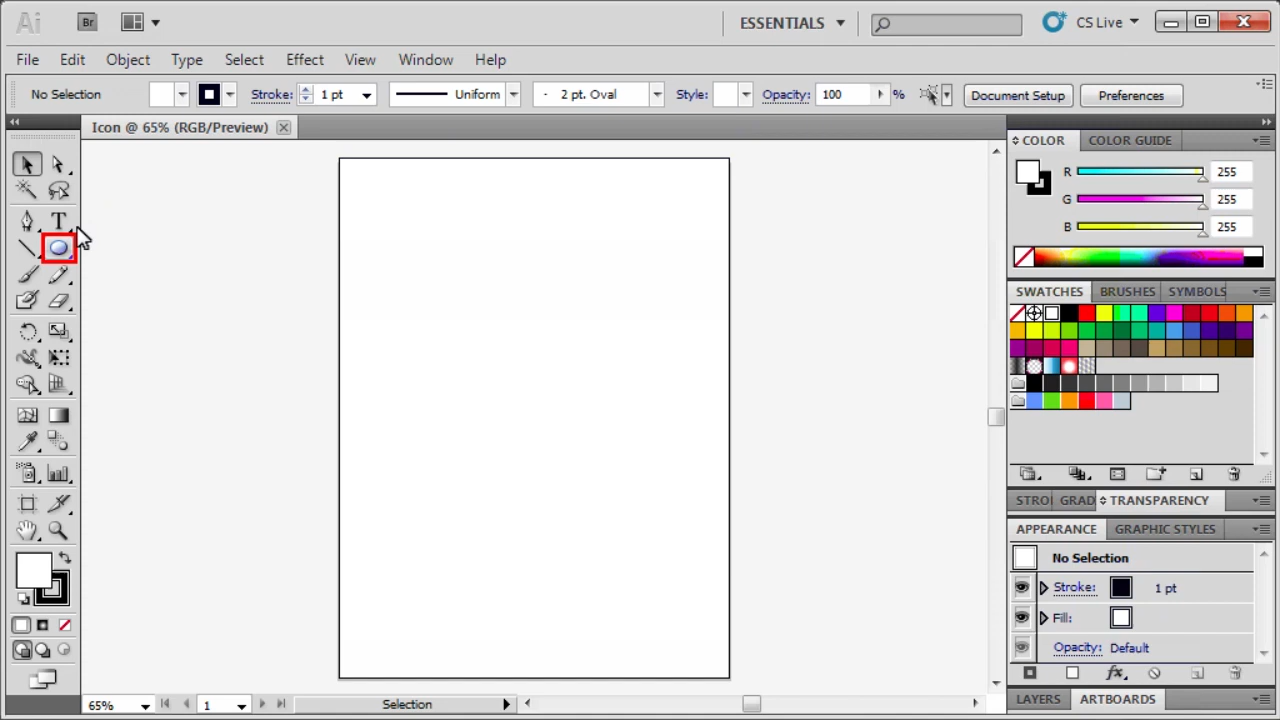 Ai Br ESSENTIALS CS Live
File Edit Object Type Select Effect View Window Help
No Selection Stroke: 1 pt Uniform 2 pt. Oval Style: Opacity: 100 % Document Setup Preferences
Icon @ 65% (RGB/Preview)
COLOR COLOR GUIDE
R 255
G 255
B 255
T
SWATCHES BRUSHES SYMBOLS
STRO GRAD TRANSPARENCY
APPEARANCE GRAPHIC STYLES
No Selection
Stroke: 1 pt
Fill:
Opacity: Default
fx
LAYERS ARTBOARDS
65% 1 Selection